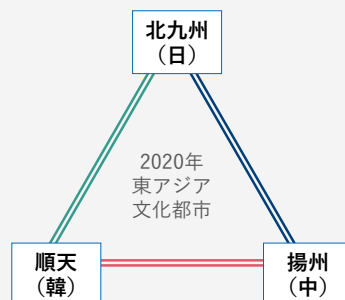 北九州
（日）
2020年
東アジア
文化都市
順天
（韓）
揚州
（中）